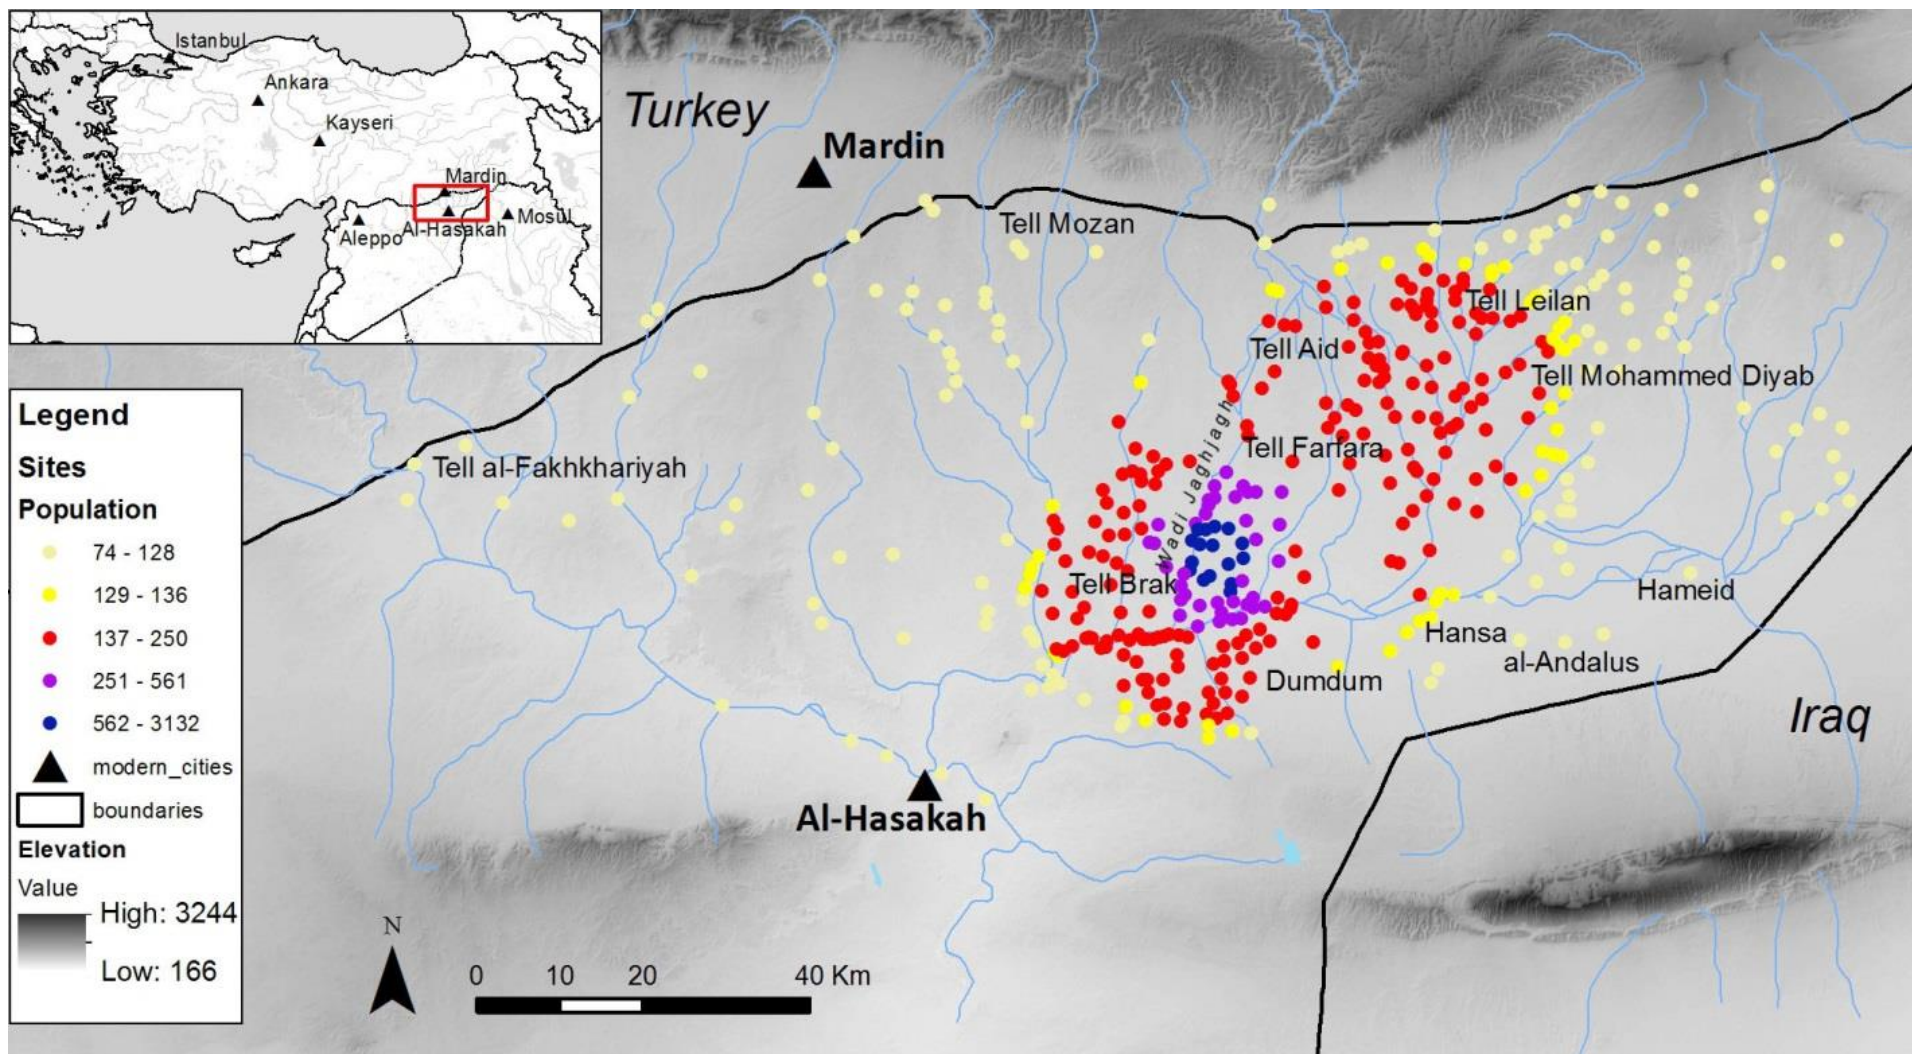 Istanbul
Ankara
Kayseri
Mardin
Aleppo
Al-Hasakah
Mosul
Turkey
Mardin
Tell Mozan
Tell Leilan
Tell Aid
Tell Mohammed Diyab
Wadi Jaghjagh
Tell Farfara
Tell al-Fakhkhariyah
Tell Brak
Hameid
Hansa
al-Andalus
Dumdum
Iraq
Al-Hasakah
Legend
Sites
Population
74 - 128
129 - 136
137 - 250
251 - 561
562 - 3132
modern_cities
boundaries
Elevation
Value
High: 3244
Low: 166
N
0 10 20 40 Km